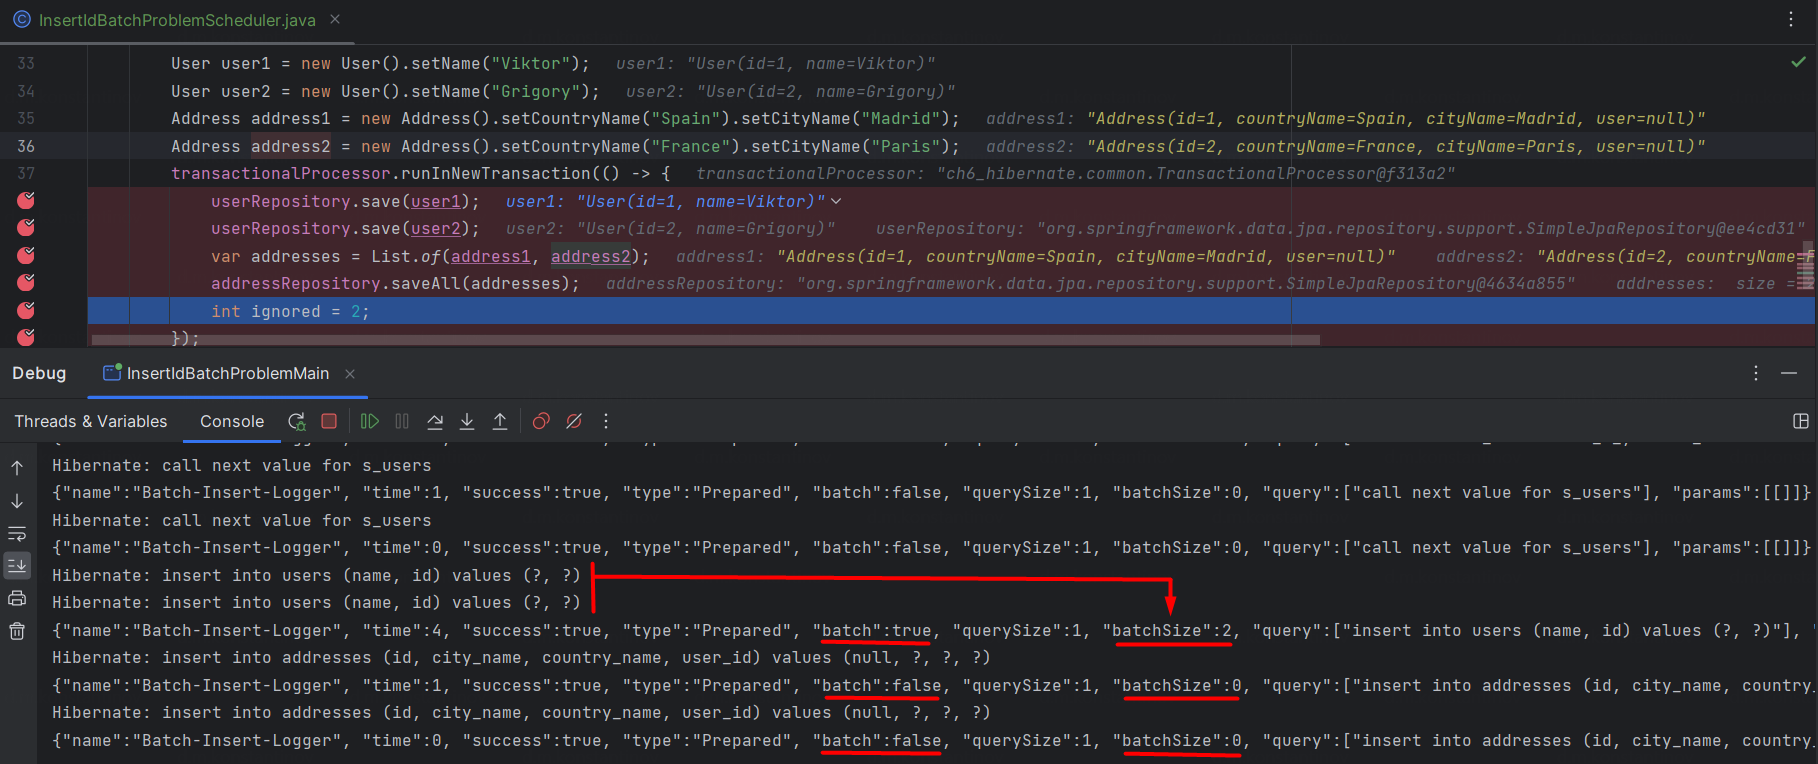 InsertIdBatchProblemScheduler.java
33 User user1 = new User().setName("Viktor"); user1: "User(id=1, name=Viktor)"
34 User user2 = new User().setName("Grigory"); user2: "User(id=2, name=Grigory)"
35 Address address1 = new Address().setCountryName("Spain").setCityName("Madrid"); address1: "Address(id=1, countryName=Spain, cityName=Madrid, user=null)"
36 Address address2 = new Address().setCountryName("France").setCityName("Paris"); address2: "Address(id=2, countryName=France, cityName=Paris, user=null)"
37 transactionalProcessor.runInNewTransaction(() -> { transactionalProcessor: "ch6_hibernate.common.TransactionalProcessor@f313a2"
userRepository.save(user1); user1: "User(id=1, name=Viktor)"
userRepository.save(user2); user2: "User(id=2, name=Grigory)" userRepository: "org.springframework.data.jpa.repository.support.SimpleJpaRepository@ee4cd31"
var addresses = List.of(address1, address2); address1: "Address(id=1, countryName=Spain, cityName=Madrid, user=null)" address2: "Address(id=2, countryName=F
addressRepository.saveAll(addresses); addressRepository: "org.springframework.data.jpa.repository.support.SimpleJpaRepository@4634a855" addresses: size =
int ignored = 2;
});
Debug InsertIdBatchProblemMain
Threads & Variables Console
Hibernate: call next value for s_users
{"name":"Batch-Insert-Logger", "time":1, "success":true, "type":"Prepared", "batch":false, "querySize":1, "batchSize":0, "query":["call next value for s_users"], "params":[[]]}
Hibernate: call next value for s_users
{"name":"Batch-Insert-Logger", "time":0, "success":true, "type":"Prepared", "batch":false, "querySize":1, "batchSize":0, "query":["call next value for s_users"], "params":[[]]}
Hibernate: insert into users (name, id) values (?, ?)
Hibernate: insert into users (name, id) values (?, ?)
{"name":"Batch-Insert-Logger", "time":4, "success":true, "type":"Prepared", "batch":true, "querySize":1, "batchSize":2, "query":["insert into users (name, id) values (?, ?)"], "
Hibernate: insert into addresses (id, city_name, country_name, user_id) values (null, ?, ?, ?)
{"name":"Batch-Insert-Logger", "time":1, "success":true, "type":"Prepared", "batch":false, "querySize":1, "batchSize":0, "query":["insert into addresses (id, city_name, country_
Hibernate: insert into addresses (id, city_name, country_name, user_id) values (null, ?, ?, ?)
{"name":"Batch-Insert-Logger", "time":0, "success":true, "type":"Prepared", "batch":false, "querySize":1, "batchSize":0, "query":["insert into addresses (id, city_name, country_